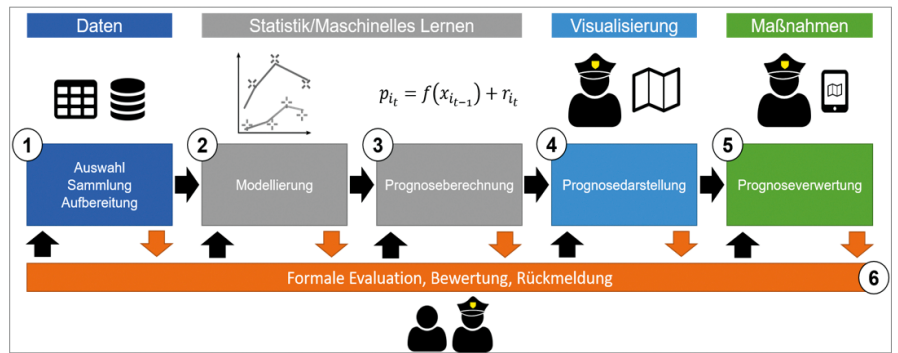 Daten
Statistik/Maschinelles Lernen
Visualisierung
Maßnahmen
p_{i_t} = f(x_{i_{t-1}}) + r_{i_t}
1
2
3
4
5
Auswahl
Sammlung
Aufbereitung
Modellierung
Prognoseberechnung
Prognosedarstellung
Prognoseverwertung
Formale Evaluation, Bewertung, Rückmeldung
6